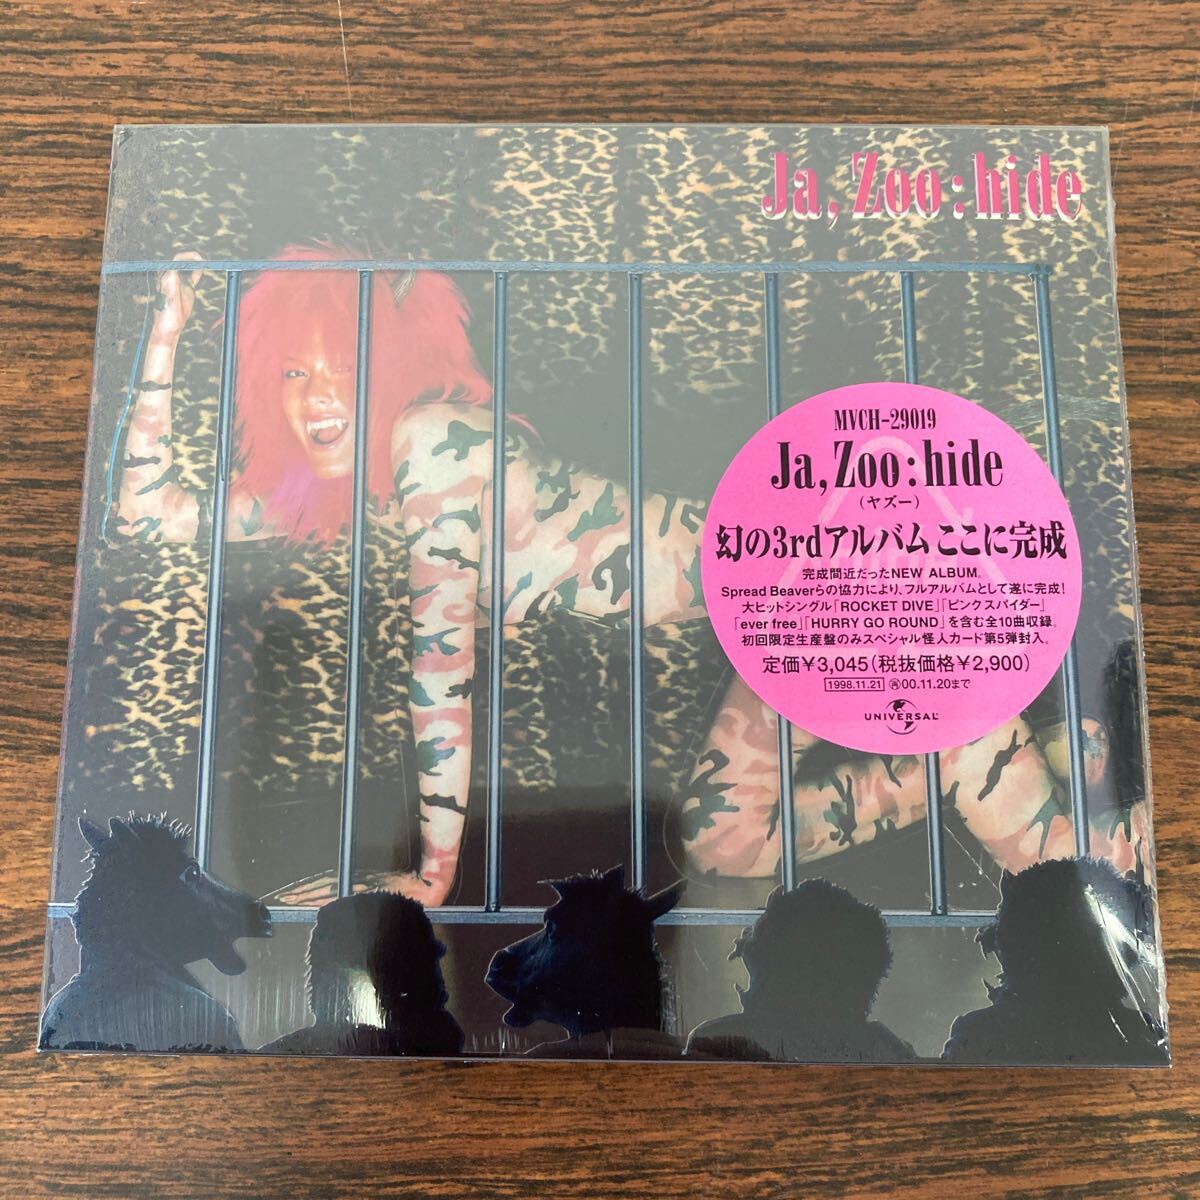 Ja,Zoo:hide
MVCH-29019
Ja,Zoo:hide
(ヤズー)
幻の3rdアルバムここに完成
完成間近だったNEW ALBUM。
Spread Beaverらの協力により、フルアルバムとして遂に完成!
大ヒットシングル「ROCKET DIVE」「ピンク スパイダー」
「ever free」「HURRY GO ROUND」を含む全10曲収録。
初回限定生産盤のみスペシャル怪人カード第5弾封入。
定価¥3,045(税抜価格¥2,900)
1998.11.21 ㋐00.11.20まで
UNIVERSAL